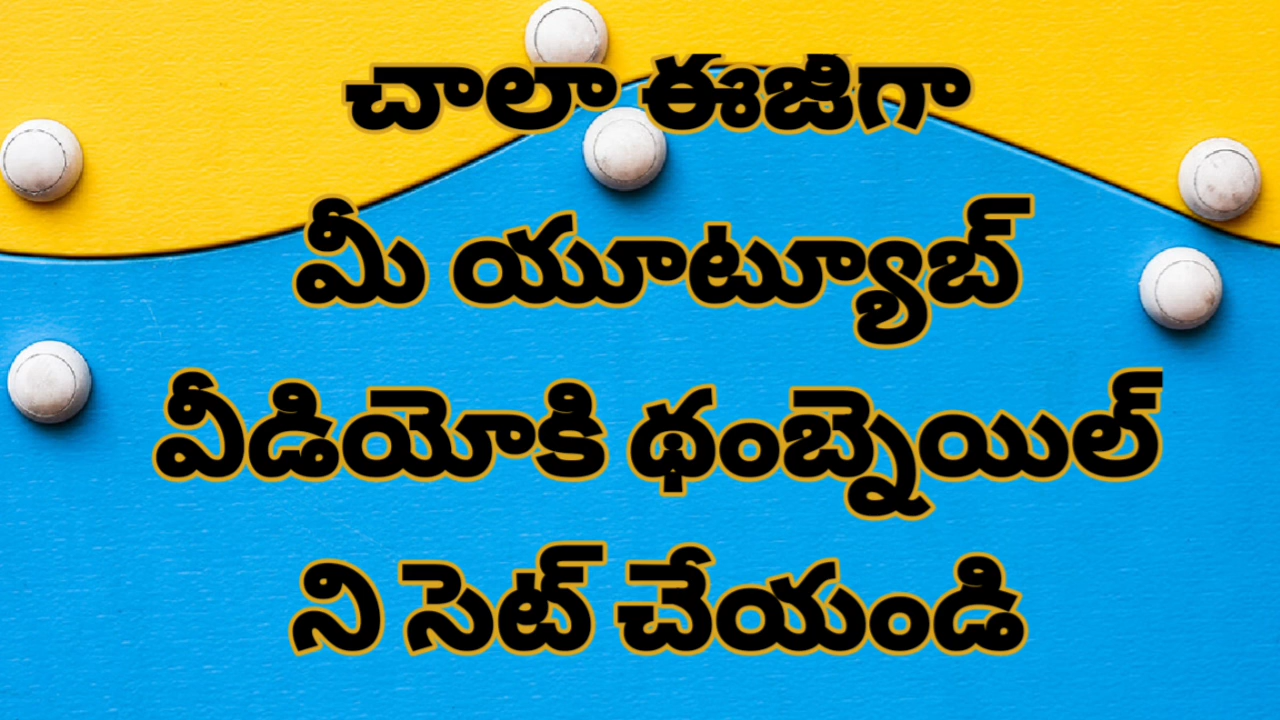 చాలా ఈజీగా
మీ యూట్యూబ్
వీడియోకి థంబ్నెయిల్
ని సెట్ చేయండి